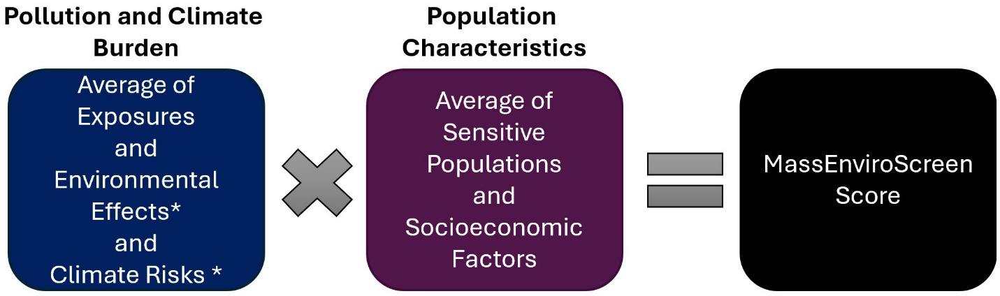 Pollution and Climate
Burden
Average of
Exposures
and
Environmental
Effects*
and
Climate Risks *
Population
Characteristics
Average of
Sensitive
Populations
and
Socioeconomic
Factors
MassEnviroScreen
Score